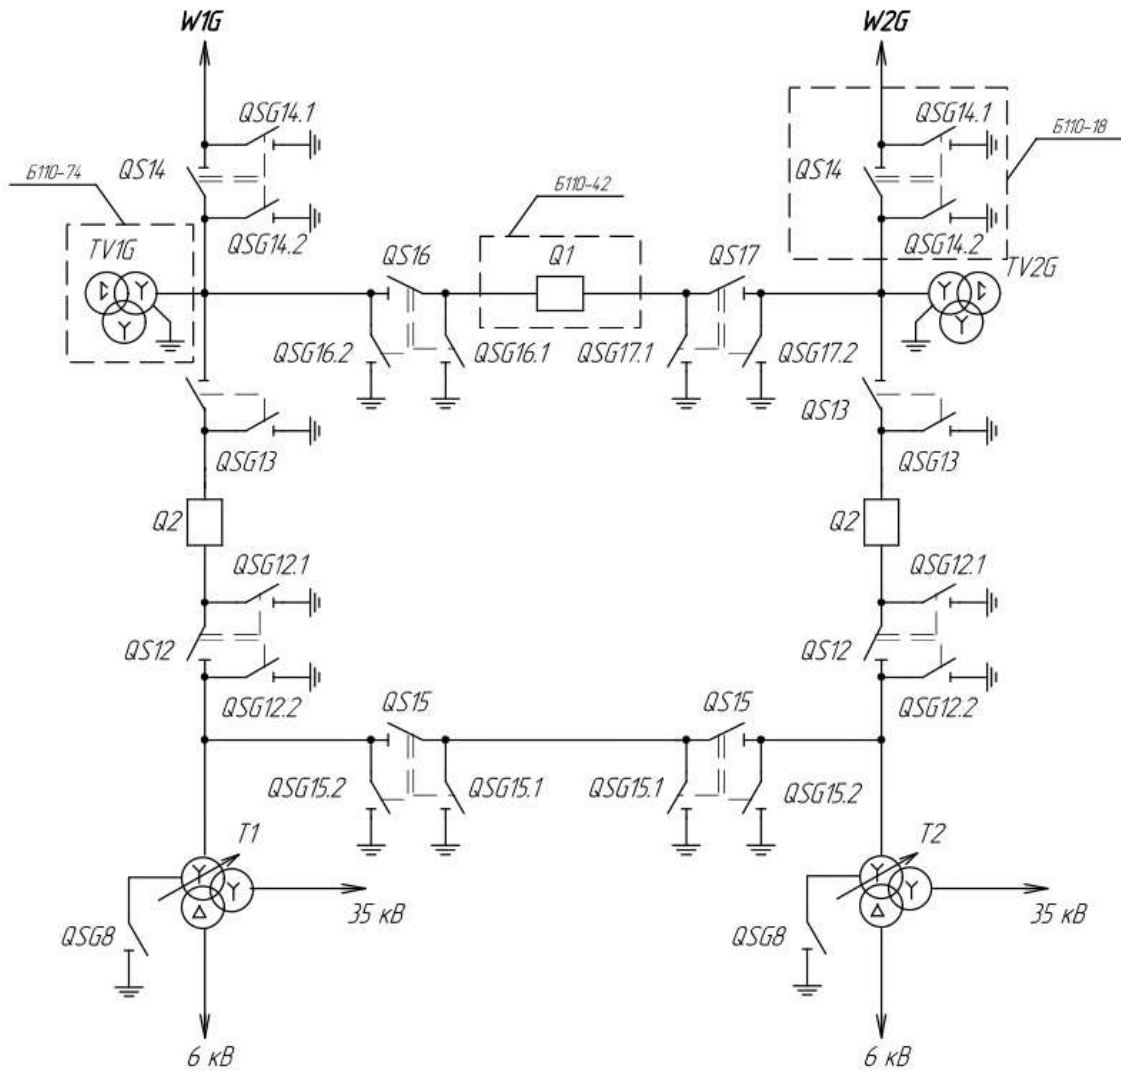 W1G
W2G
QSG14.1
QSG14.1
Б110-74
QS14
Б110-42
QS14
Б110-18
QSG14.2
QSG14.2
TV1G
QS16
Q1
QS17
TV2G
QSG16.2
QSG16.1
QSG17.1
QSG17.2
QS13
QSG13
QSG13
Q2
Q2
QSG12.1
QSG12.1
QS12
QS12
QSG12.2
QSG12.2
QS15
QS15
QSG15.2
QSG15.1
QSG15.1
QSG15.2
T1
T2
35 кВ
35 кВ
QSG8
QSG8
6 кВ
6 кВ